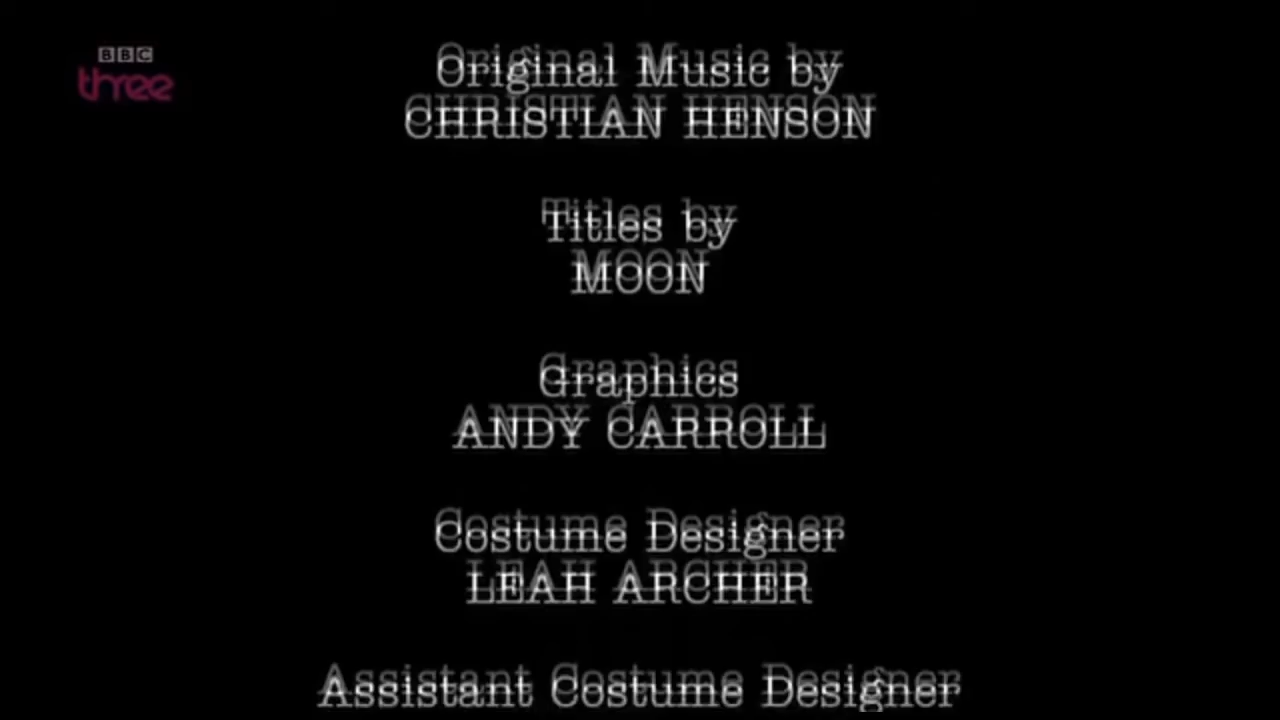 BBC
three
Original Music by
CHRISTIAN HENSON
Titles by
MOON
Graphics
ANDY CARROLL
Costume Designer
LEAH ARCHER
Assistant Costume Designer